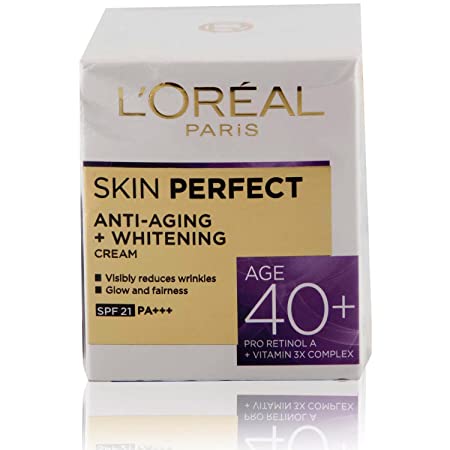 L'ORÉAL
PARIS
SKIN PERFECT
ANTI-AGING
+ WHITENING
CREAM
■ Visibly reduces wrinkles
■ Glow and fairness
SPF 21 PA+++
AGE
40+
PRO RETINOL A
+ VITAMIN 3X COMPLEX